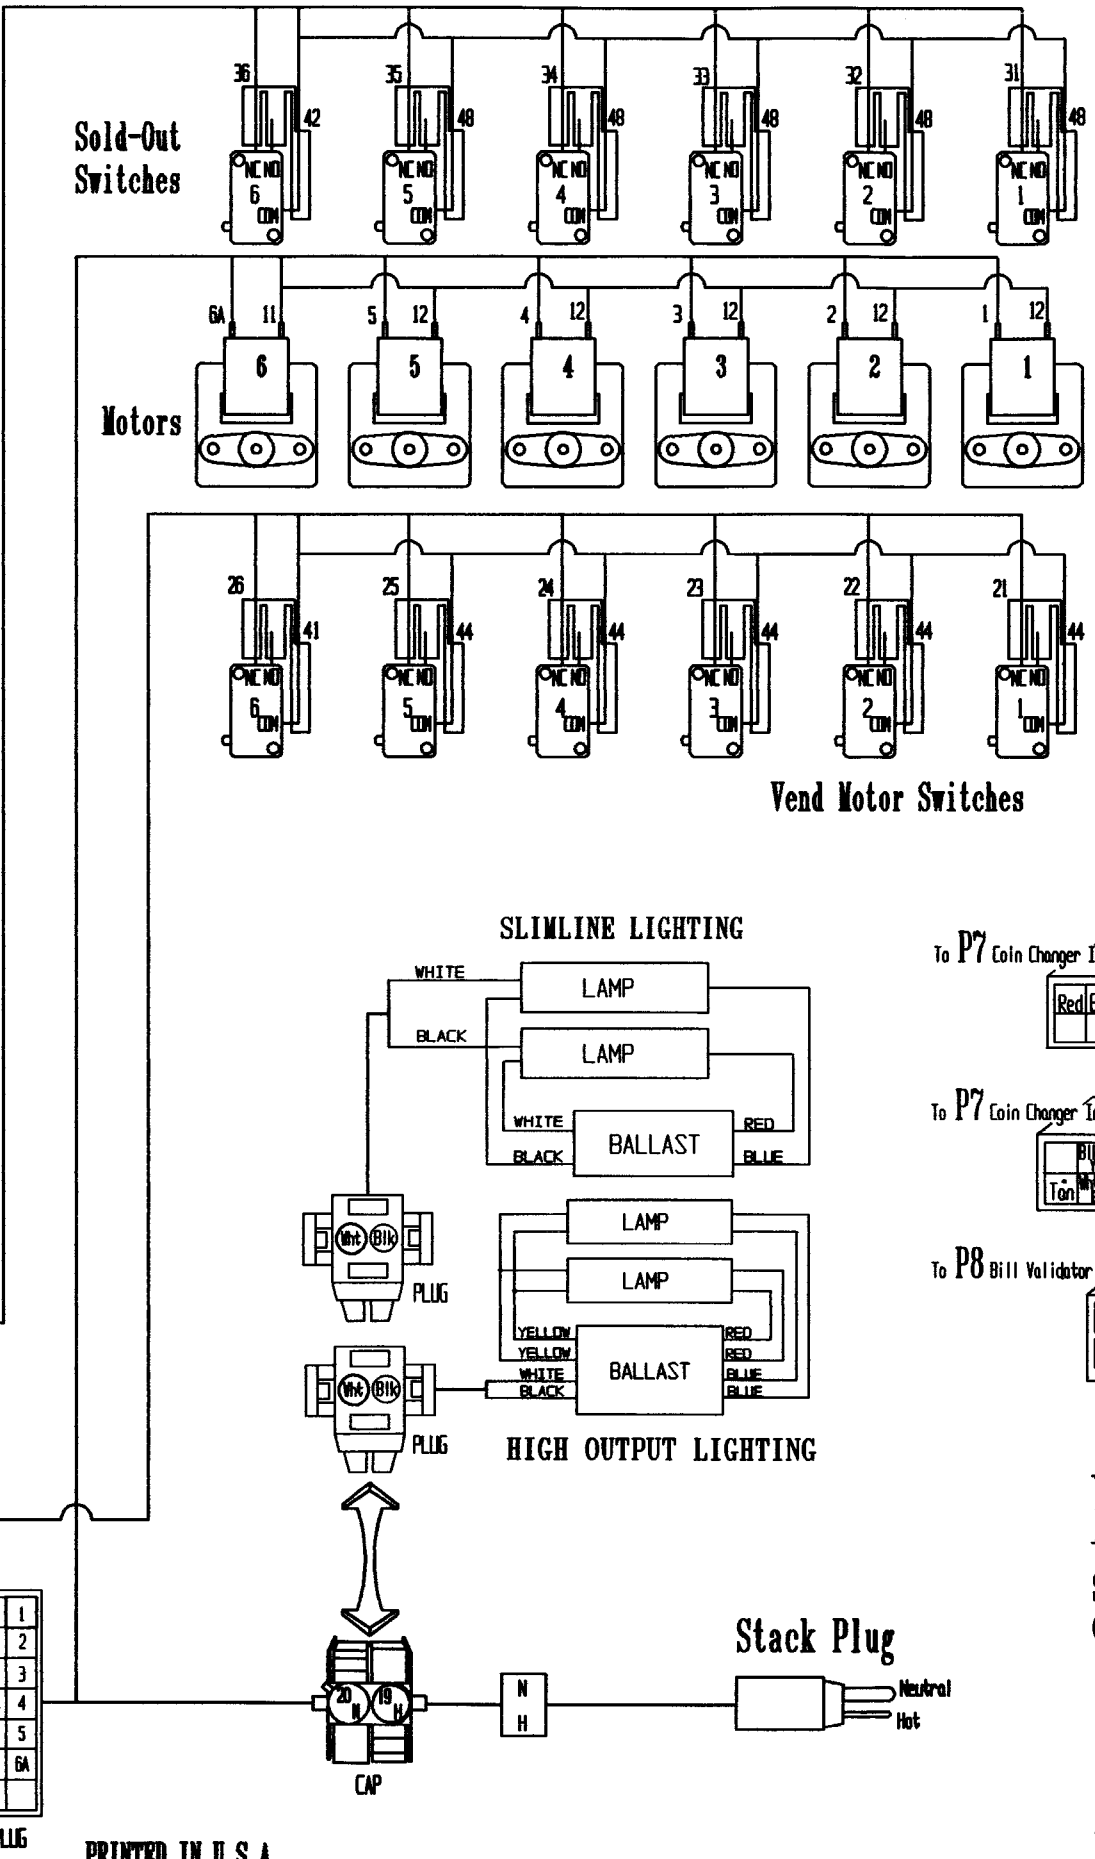 36 35 34 33 32 31
42 48 48 48 48 48
Sold-Out
Switches
NC NO NC NO NC NO NC NO NC NO NC NO
6 5 4 3 2 1
COM COM COM COM COM COM
6A 11 5 12 4 12 3 12 2 12 1 12
6 5 4 3 2 1
Motors
26 25 24 23 22 21
41 44 44 44 44 44
NC NO NC NO NC NO NC NO NC NO NC NO
6 5 4 3 2 1
COM COM COM COM COM COM
Vend Motor Switches
SLIMLINE LIGHTING
WHITE
LAMP
BLACK
LAMP
WHITE
BALLAST
RED
BLACK
BLUE
Wht Blk
PLUG
LAMP
LAMP
YELLOW
RED
YELLOW
RED
WHITE
BALLAST
BLUE
BLACK
BLUE
Wht Blk
PLUG
HIGH OUTPUT LIGHTING
To P7 Coin Changer
Red
To P7 Coin Changer
Tan
To P8 Bill Validator
Stack Plug
Neutral
Hot
N
H
20 N 19 H
CAP
1
2
3
4
5
6A
LUG
PRINTED IN U.S.A.